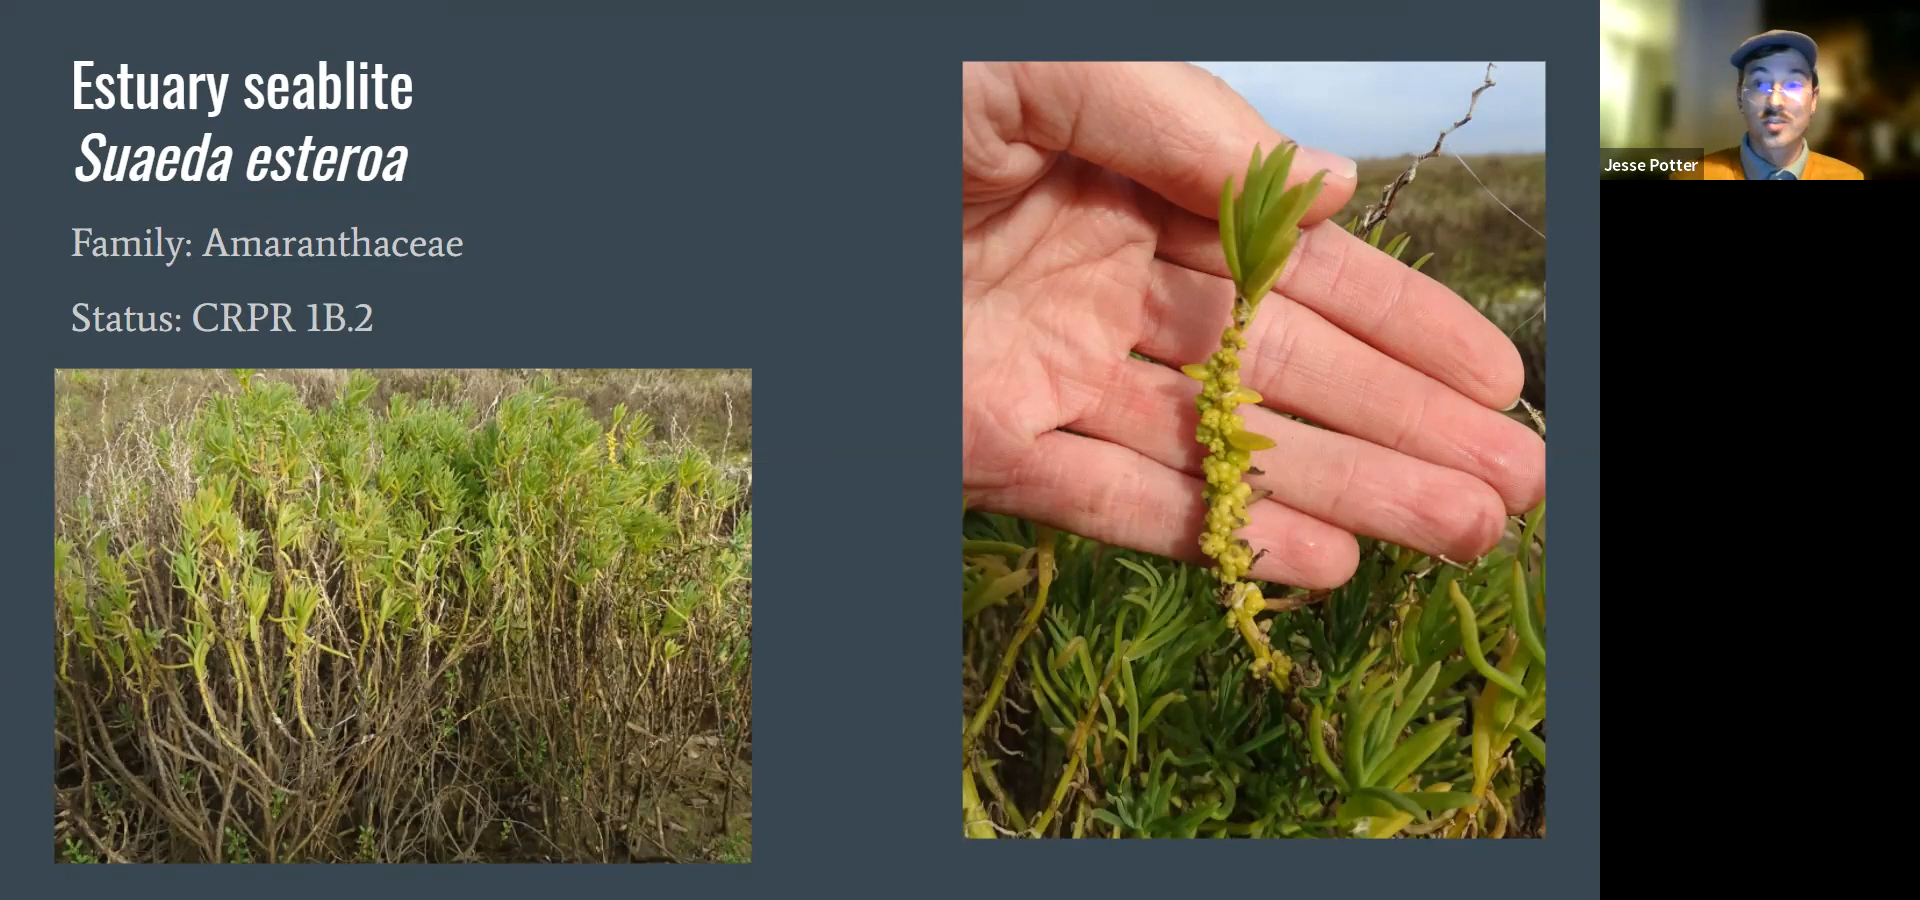 Estuary seablite
Suaeda esteroa
Family: Amaranthaceae
Status: CRPR 1B.2
Jesse Potter